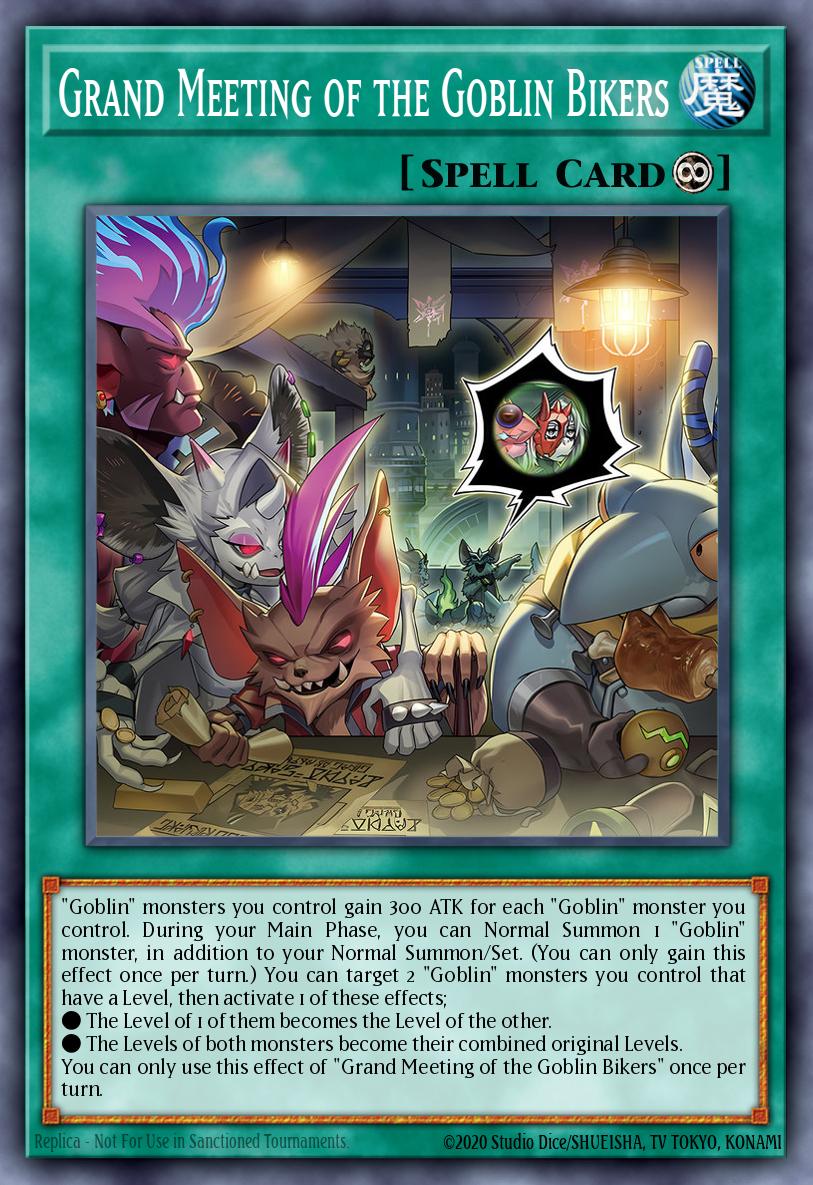 Grand Meeting of the Goblin Bikers
SPELL
魔
[Spell Card]
"Goblin" monsters you control gain 300 ATK for each "Goblin" monster you
control. During your Main Phase, you can Normal Summon 1 "Goblin"
monster, in addition to your Normal Summon/Set. (You can only gain this
effect once per turn.) You can target 2 "Goblin" monsters you control that
have a Level, then activate 1 of these effects;
● The Level of 1 of them becomes the Level of the other.
● The Levels of both monsters become their combined original Levels.
You can only use this effect of "Grand Meeting of the Goblin Bikers" once per
turn.
Replica - Not For Use in Sanctioned Tournaments.
©2020 Studio Dice/SHUEISHA, TV TOKYO, KONAMI